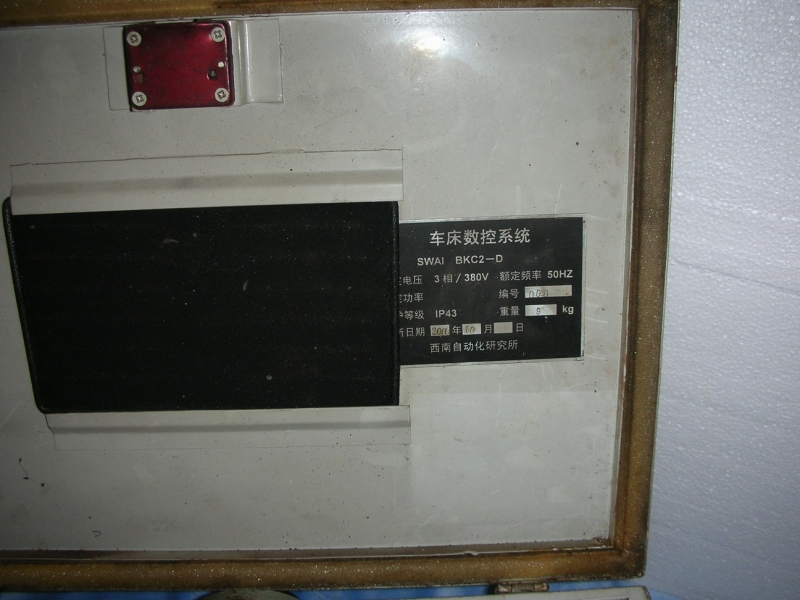 车床数控系统
SWAI BKC2-D
电压 3相/380V 额定频率 50HZ
功率 编号
等级 IP43 重量 kg
日期 年 10 月 日
西南自动化研究所